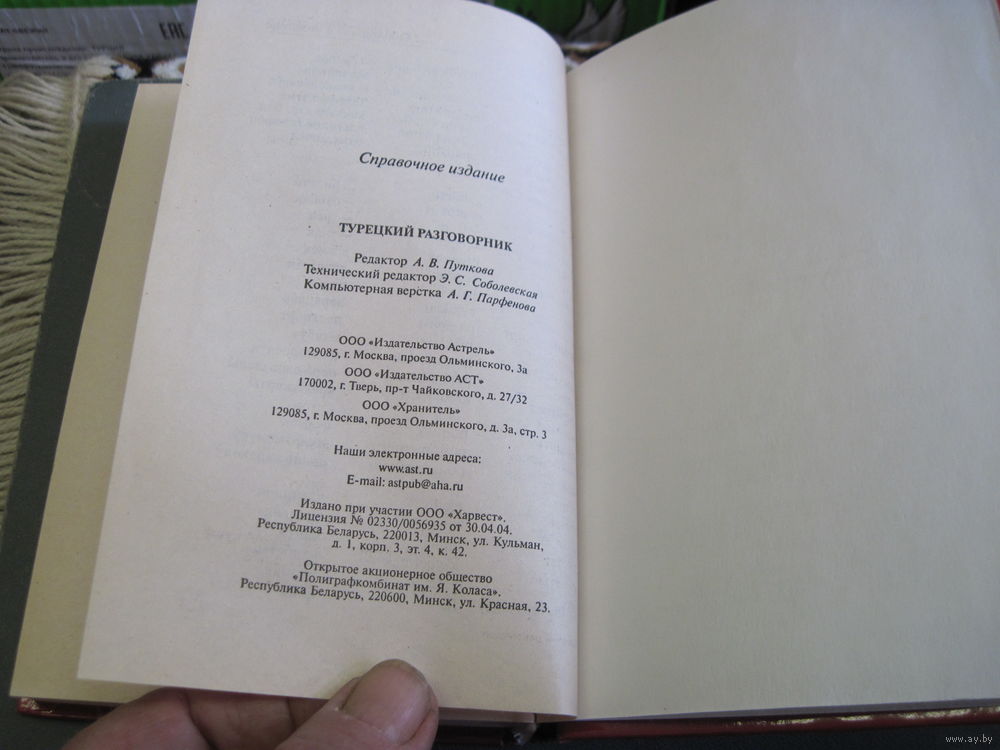 ЕАС
Справочное издание
ТУРЕЦКИЙ РАЗГОВОРНИК
Редактор А. В. Путкова
Технический редактор Э. С. Соболевская
Компьютерная верстка А. Г. Парфенова
ООО «Издательство Астрель»
129085, г. Москва, проезд Ольминского, 3а
ООО «Издательство АСТ»
170002, г. Тверь, пр-т Чайковского, д. 27/32
ООО «Хранитель»
129085, г. Москва, проезд Ольминского, д. 3а, стр. 3
Наши электронные адреса:
www.ast.ru
E-mail: astpub@aha.ru
Издано при участии ООО «Харвест».
Лицензия № 02330/0056935 от 30.04.04.
Республика Беларусь, 220013, Минск, ул. Кульман,
д. 1, корп. 3, эт. 4, к. 42.
Открытое акционерное общество
«Полиграфкомбинат им. Я. Коласа».
Республика Беларусь, 220600, Минск, ул. Красная, 23.
www.ay.by